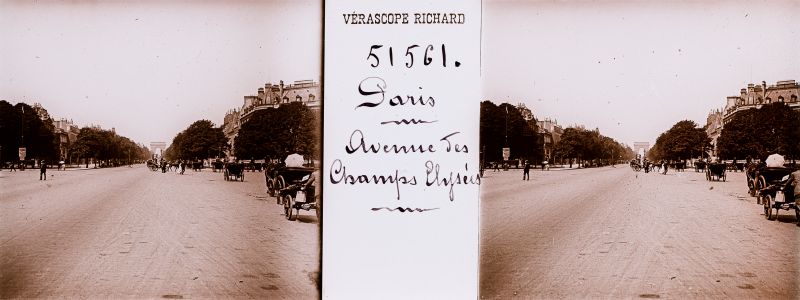 VÉRASCOPE RICHARD
51561.
Paris
Avenue des
Champs Elysées